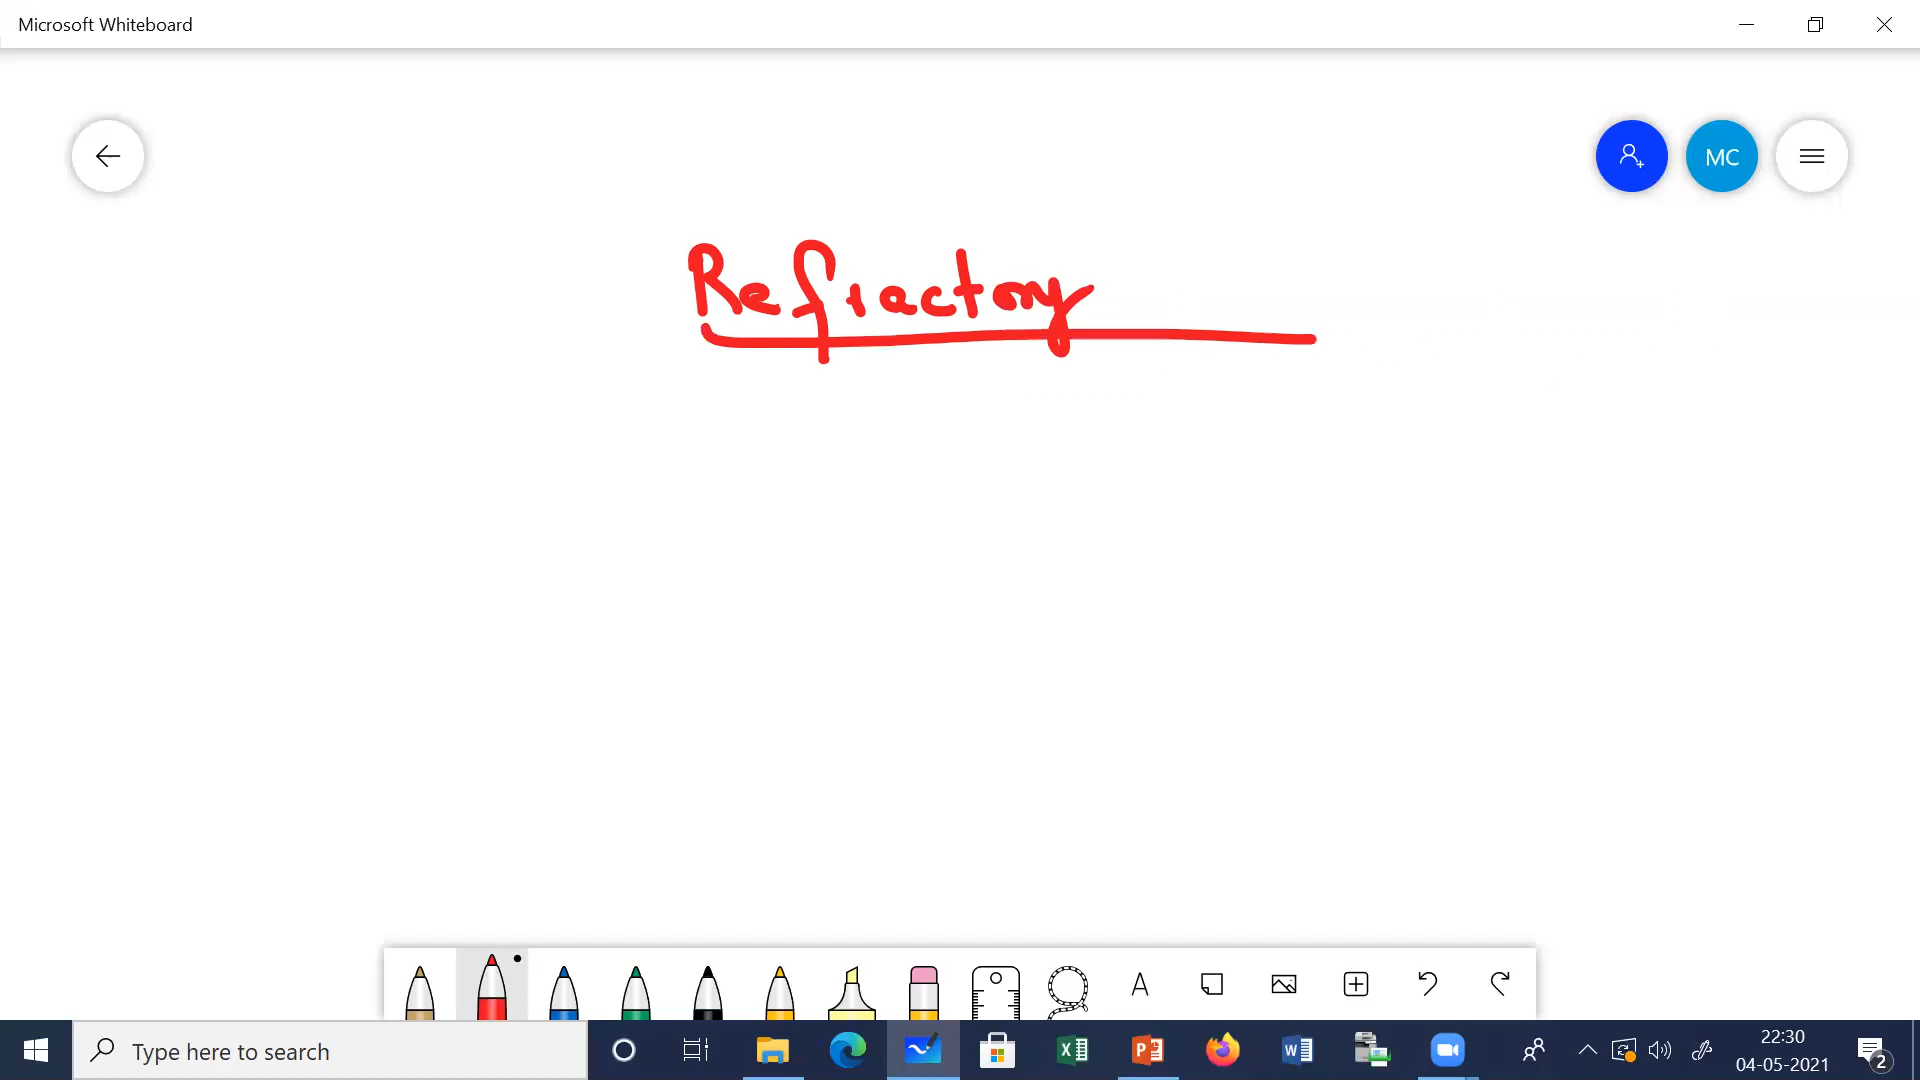 Microsoft Whiteboard
MC
Refractory
A
Type here to search
22:30
04-05-2021
2